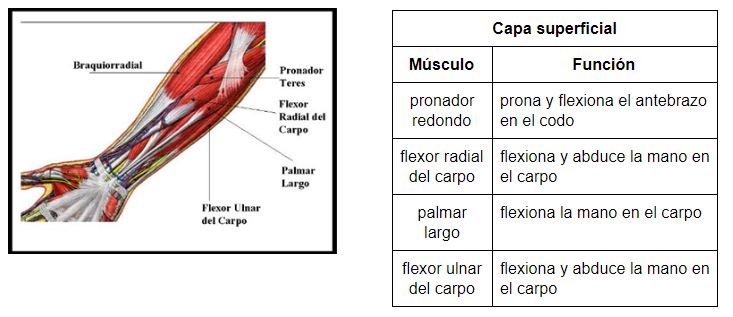 Braquiorradial
Pronador
Teres
Flexor
Radial del
Carpo
Palmar
Largo
Flexor Ulnar
del Carpo
Capa superficial
Músculo Función
pronador redondo
prona y flexiona el antebrazo
en el codo
flexor radial
del carpo
flexiona y abduce la mano en
el carpo
palmar
largo
flexiona la mano en el carpo
flexor ulnar
del carpo
flexiona y abduce la mano en
el carpo